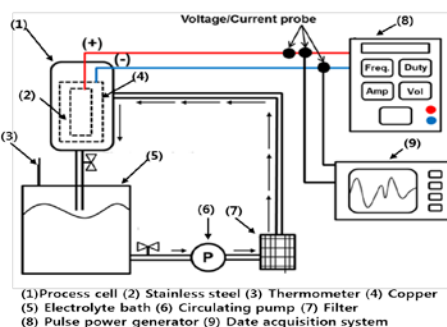 Voltage/Current probe
(1)
(8)
(+)
(-)
(4)
(2)
Freq. Duty
Amp Vol
(3)
(5)
(9)
(6)
(7)
P
(1)Process cell (2) Stainless steel (3) Thermometer (4) Copper
(5) Electrolyte bath (6) Circulating pump (7) Filter
(8) Pulse power generator (9) Date acquisition system